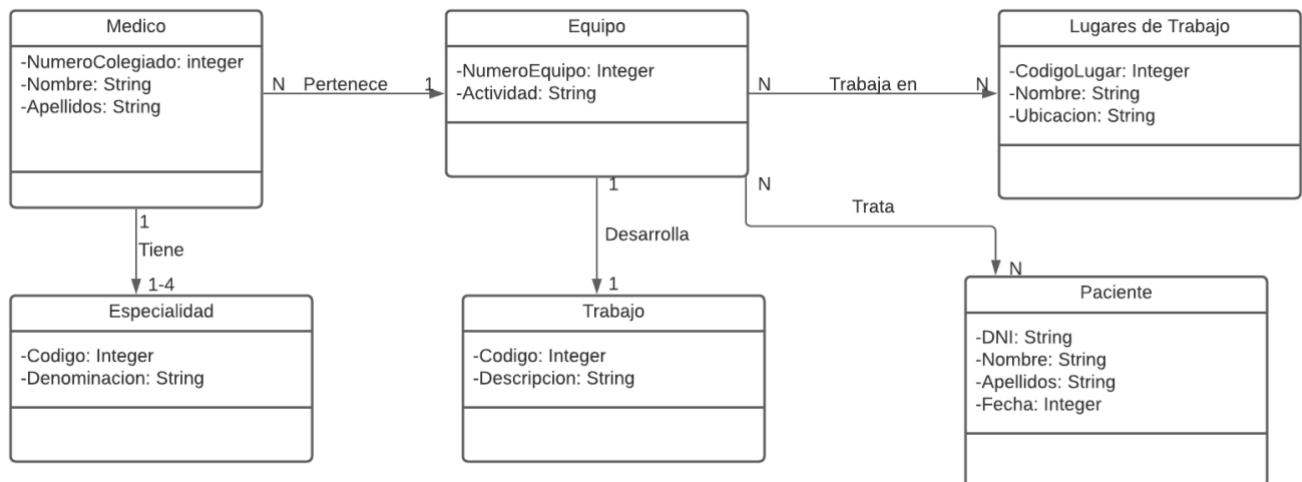 Medico
-NumeroColegiado: integer
-Nombre: String
-Apellidos: String
N Pertenece 1
Equipo
-NumeroEquipo: Integer
-Actividad: String
N Trabaja en N
Lugares de Trabajo
-CodigoLugar: Integer
-Nombre: String
-Ubicacion: String
1
Tiene
1-4
1
Desarrolla
1
N
Trata
N
Especialidad
-Codigo: Integer
-Denominacion: String
Trabajo
-Codigo: Integer
-Descripcion: String
Paciente
-DNI: String
-Nombre: String
-Apellidos: String
-Fecha: Integer